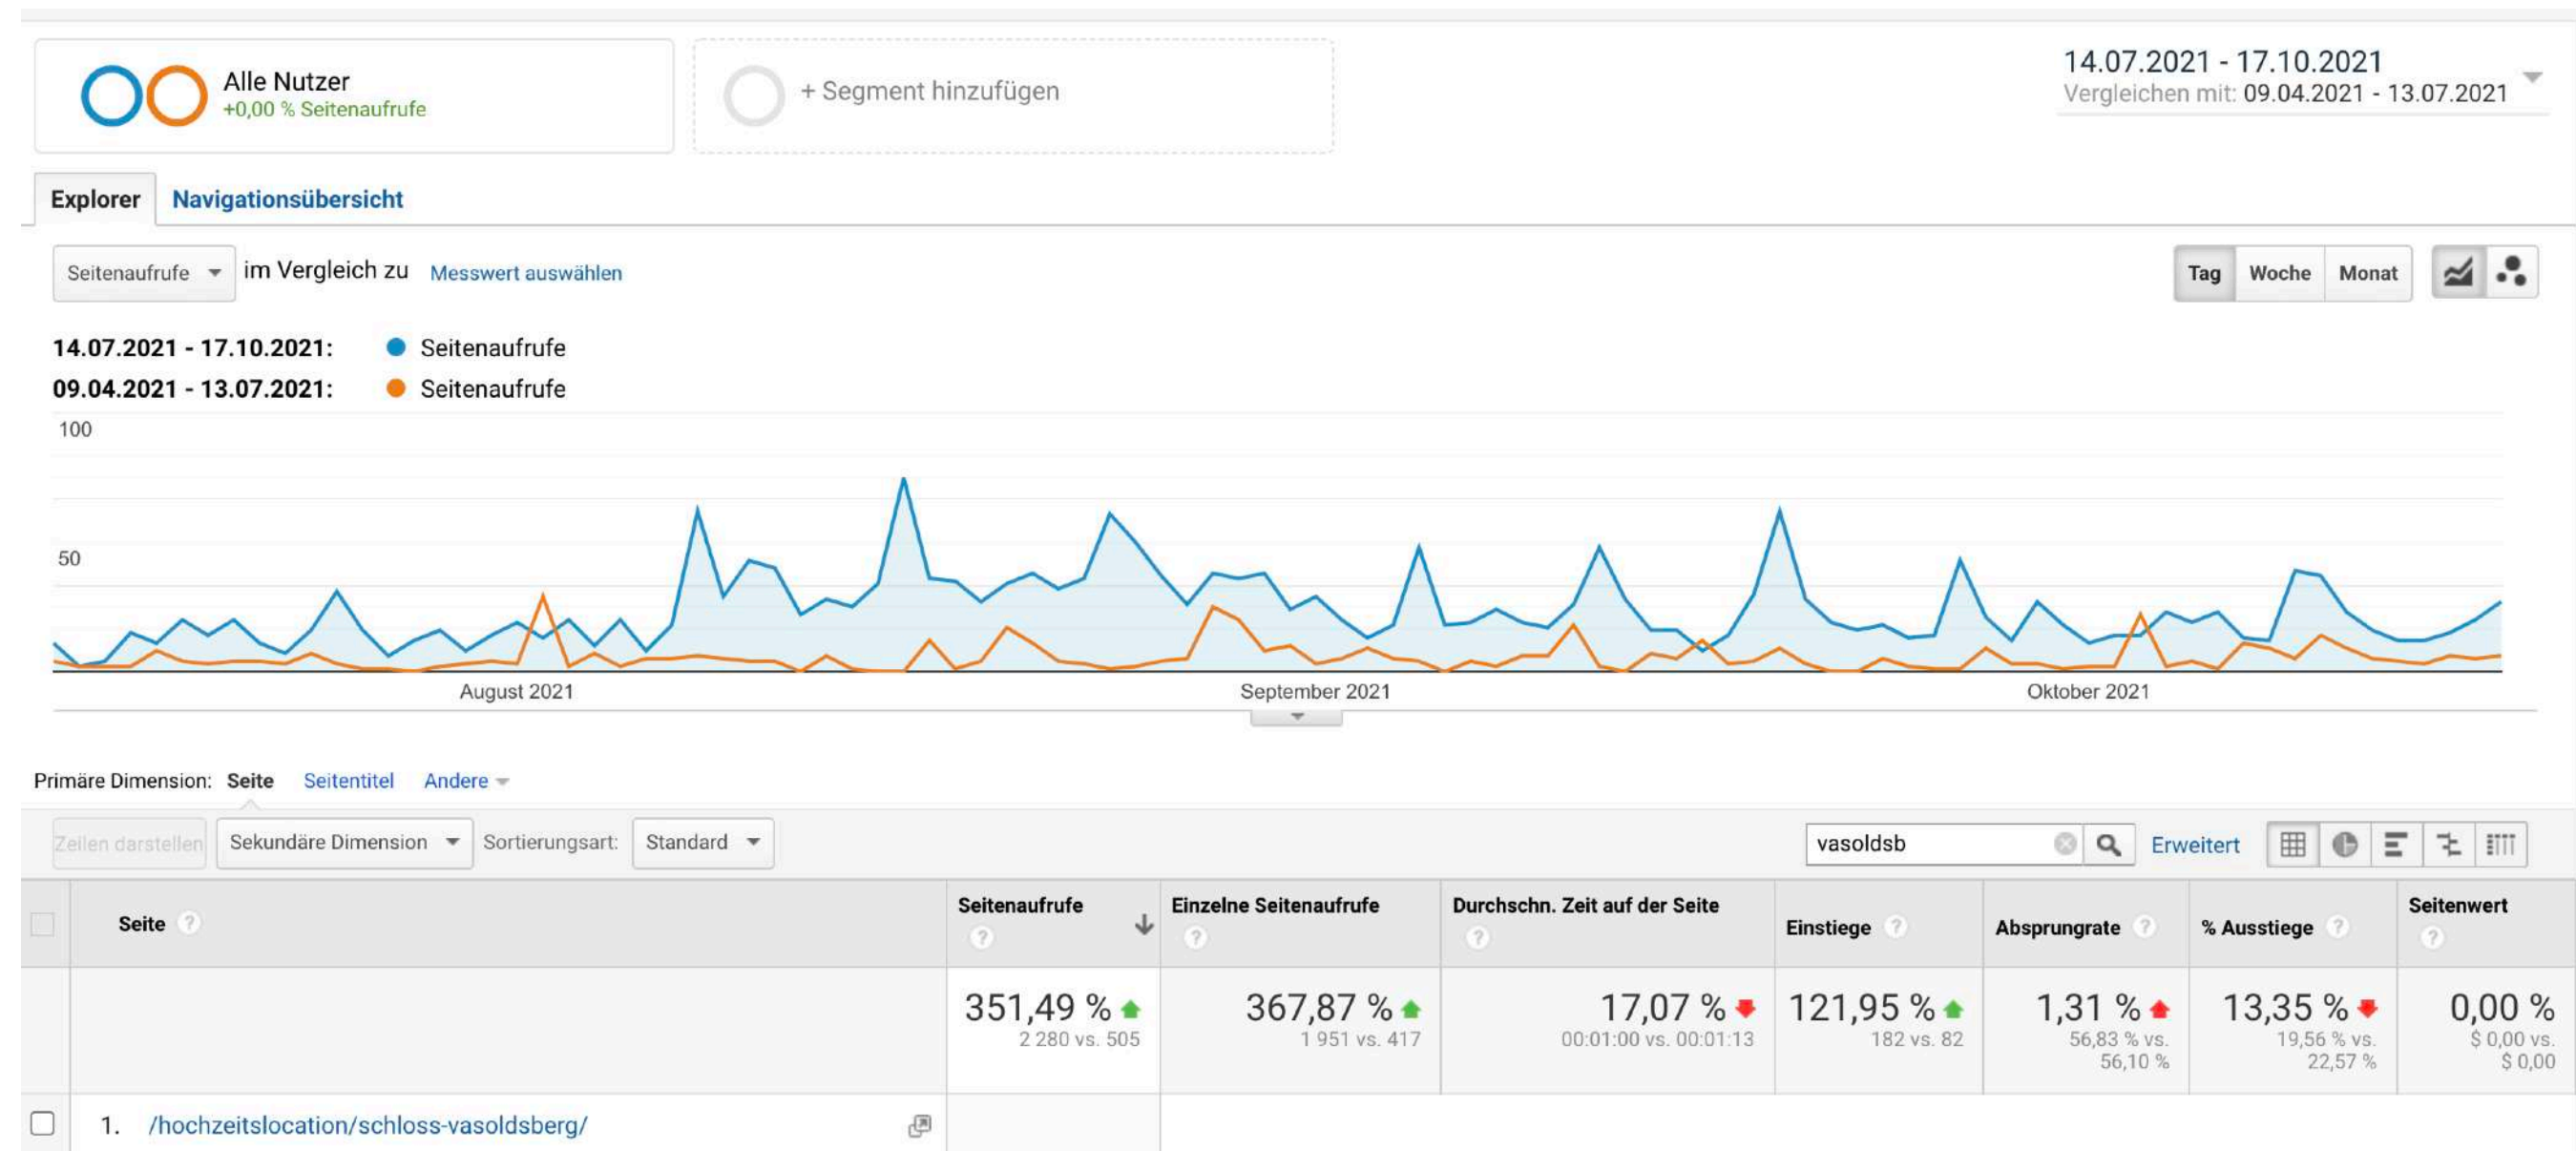 Alle Nutzer
+0,00 % Seitenaufrufe
+ Segment hinzufügen
14.07.2021 - 17.10.2021
Vergleichen mit: 09.04.2021 - 13.07.2021
Explorer Navigationsübersicht
Seitenaufrufe im Vergleich zu Messwert auswählen
Tag Woche Monat
14.07.2021 - 17.10.2021: Seitenaufrufe
09.04.2021 - 13.07.2021: Seitenaufrufe
100
50
August 2021 September 2021 Oktober 2021
Primäre Dimension: Seite Seitentitel Andere
Zeilen darstellen Sekundäre Dimension Sortierungsart: Standard vasoldsb Erweitert
Seite ? Seitenaufrufe ? Einzelne Seitenaufrufe ? Durchschn. Zeit auf der Seite ? Einstiege ? Absprungrate ? % Ausstiege ? Seitenwert ?
351,49 % 367,87 % 17,07 % 121,95 % 1,31 % 13,35 % 0,00 %
2 280 vs. 505 1 951 vs. 417 00:01:00 vs. 00:01:13 182 vs. 82 56,83 % vs. 19,56 % vs. $ 0,00 vs.
56,10 % 22,57 % $ 0,00
1. /hochzeitslocation/schloss-vasoldsberg/